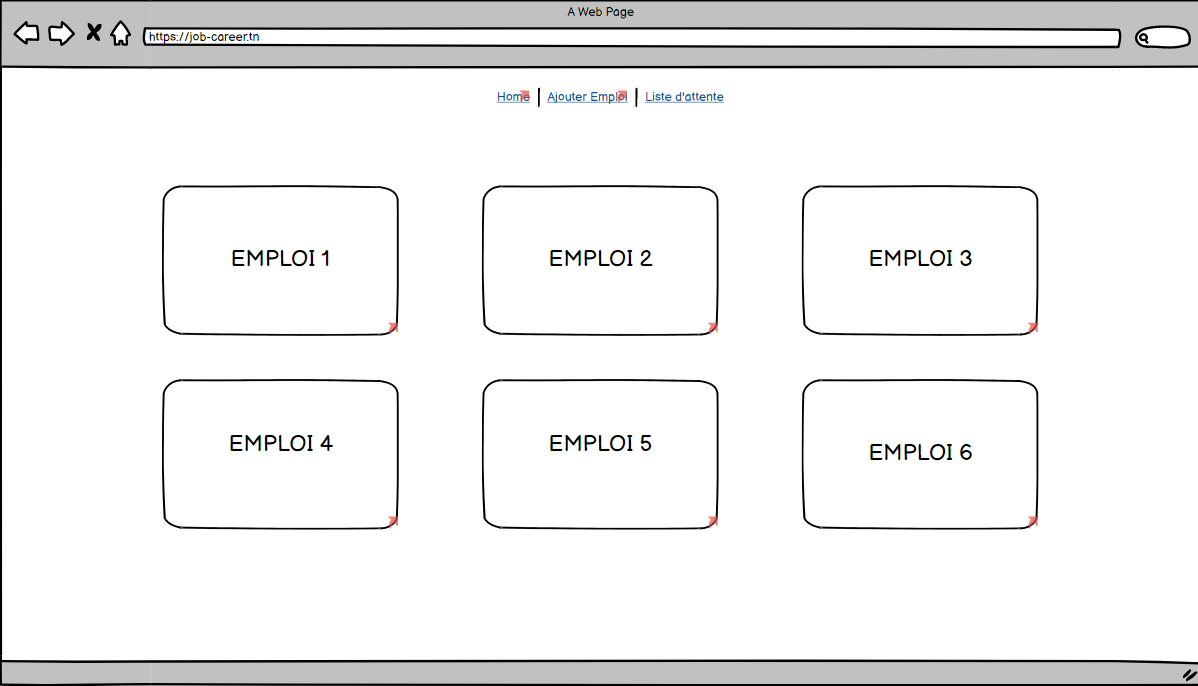 A Web Page
https://job-career.tn
Home | Ajouter Emploi | Liste d'attente
EMPLOI 1 EMPLOI 2 EMPLOI 3
EMPLOI 4 EMPLOI 5 EMPLOI 6